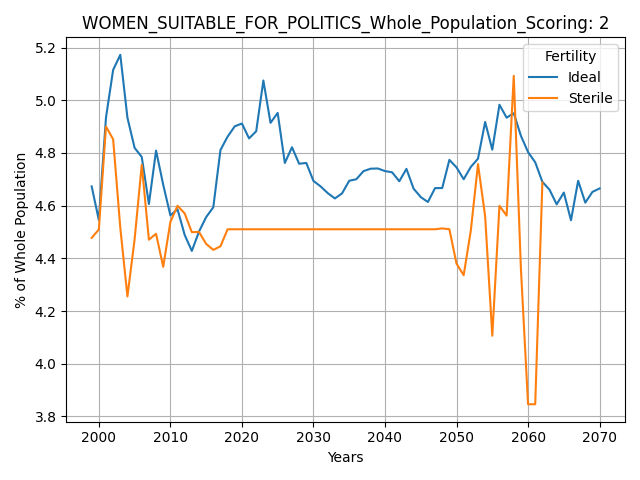 WOMEN_SUITABLE_FOR_POLITICS_Whole_Population_Scoring: 2
Fertility
Ideal
Sterile
% of Whole Population
5.2
5.0
4.8
4.6
4.4
4.2
4.0
3.8
2000 2010 2020 2030 2040 2050 2060 2070
Years